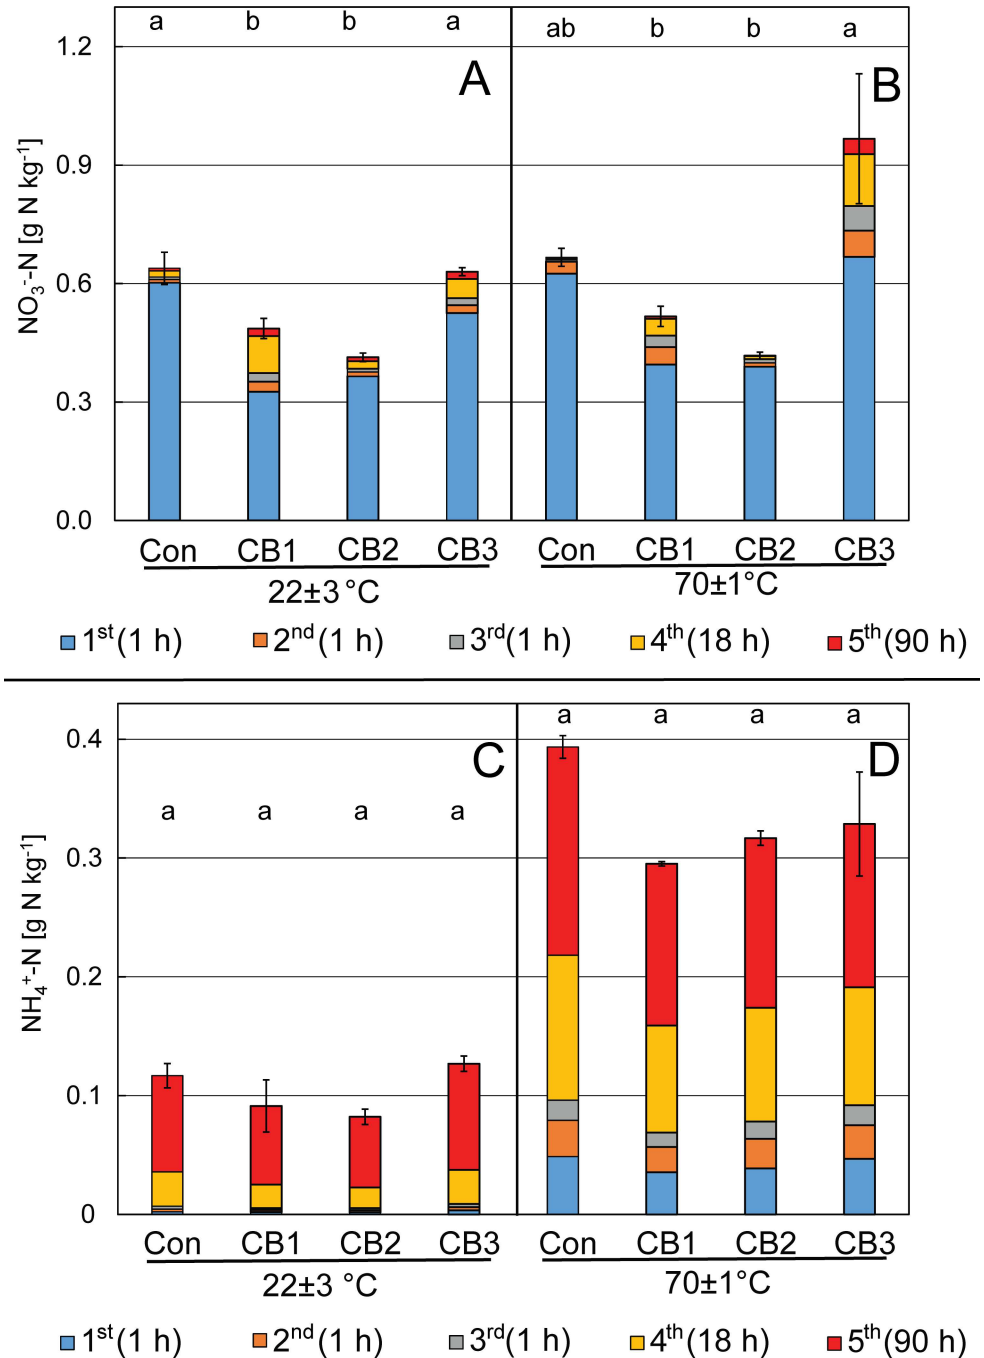 a b b a ab b b a
1.2
A B
0.9
NO₃⁻-N [g N kg⁻¹]
0.6
0.3
0.0
Con CB1 CB2 CB3 Con CB1 CB2 CB3
22±3 °C 70±1°C
1ˢᵗ(1 h) 2ⁿᵈ(1 h) 3ʳᵈ(1 h) 4ᵗʰ(18 h) 5ᵗʰ(90 h)
a a a a
0.4
C D
a a a a
0.3
NH₄⁺-N [g N kg⁻¹]
0.2
0.1
0
Con CB1 CB2 CB3 Con CB1 CB2 CB3
22±3 °C 70±1°C
1ˢᵗ(1 h) 2ⁿᵈ(1 h) 3ʳᵈ(1 h) 4ᵗʰ(18 h) 5ᵗʰ(90 h)